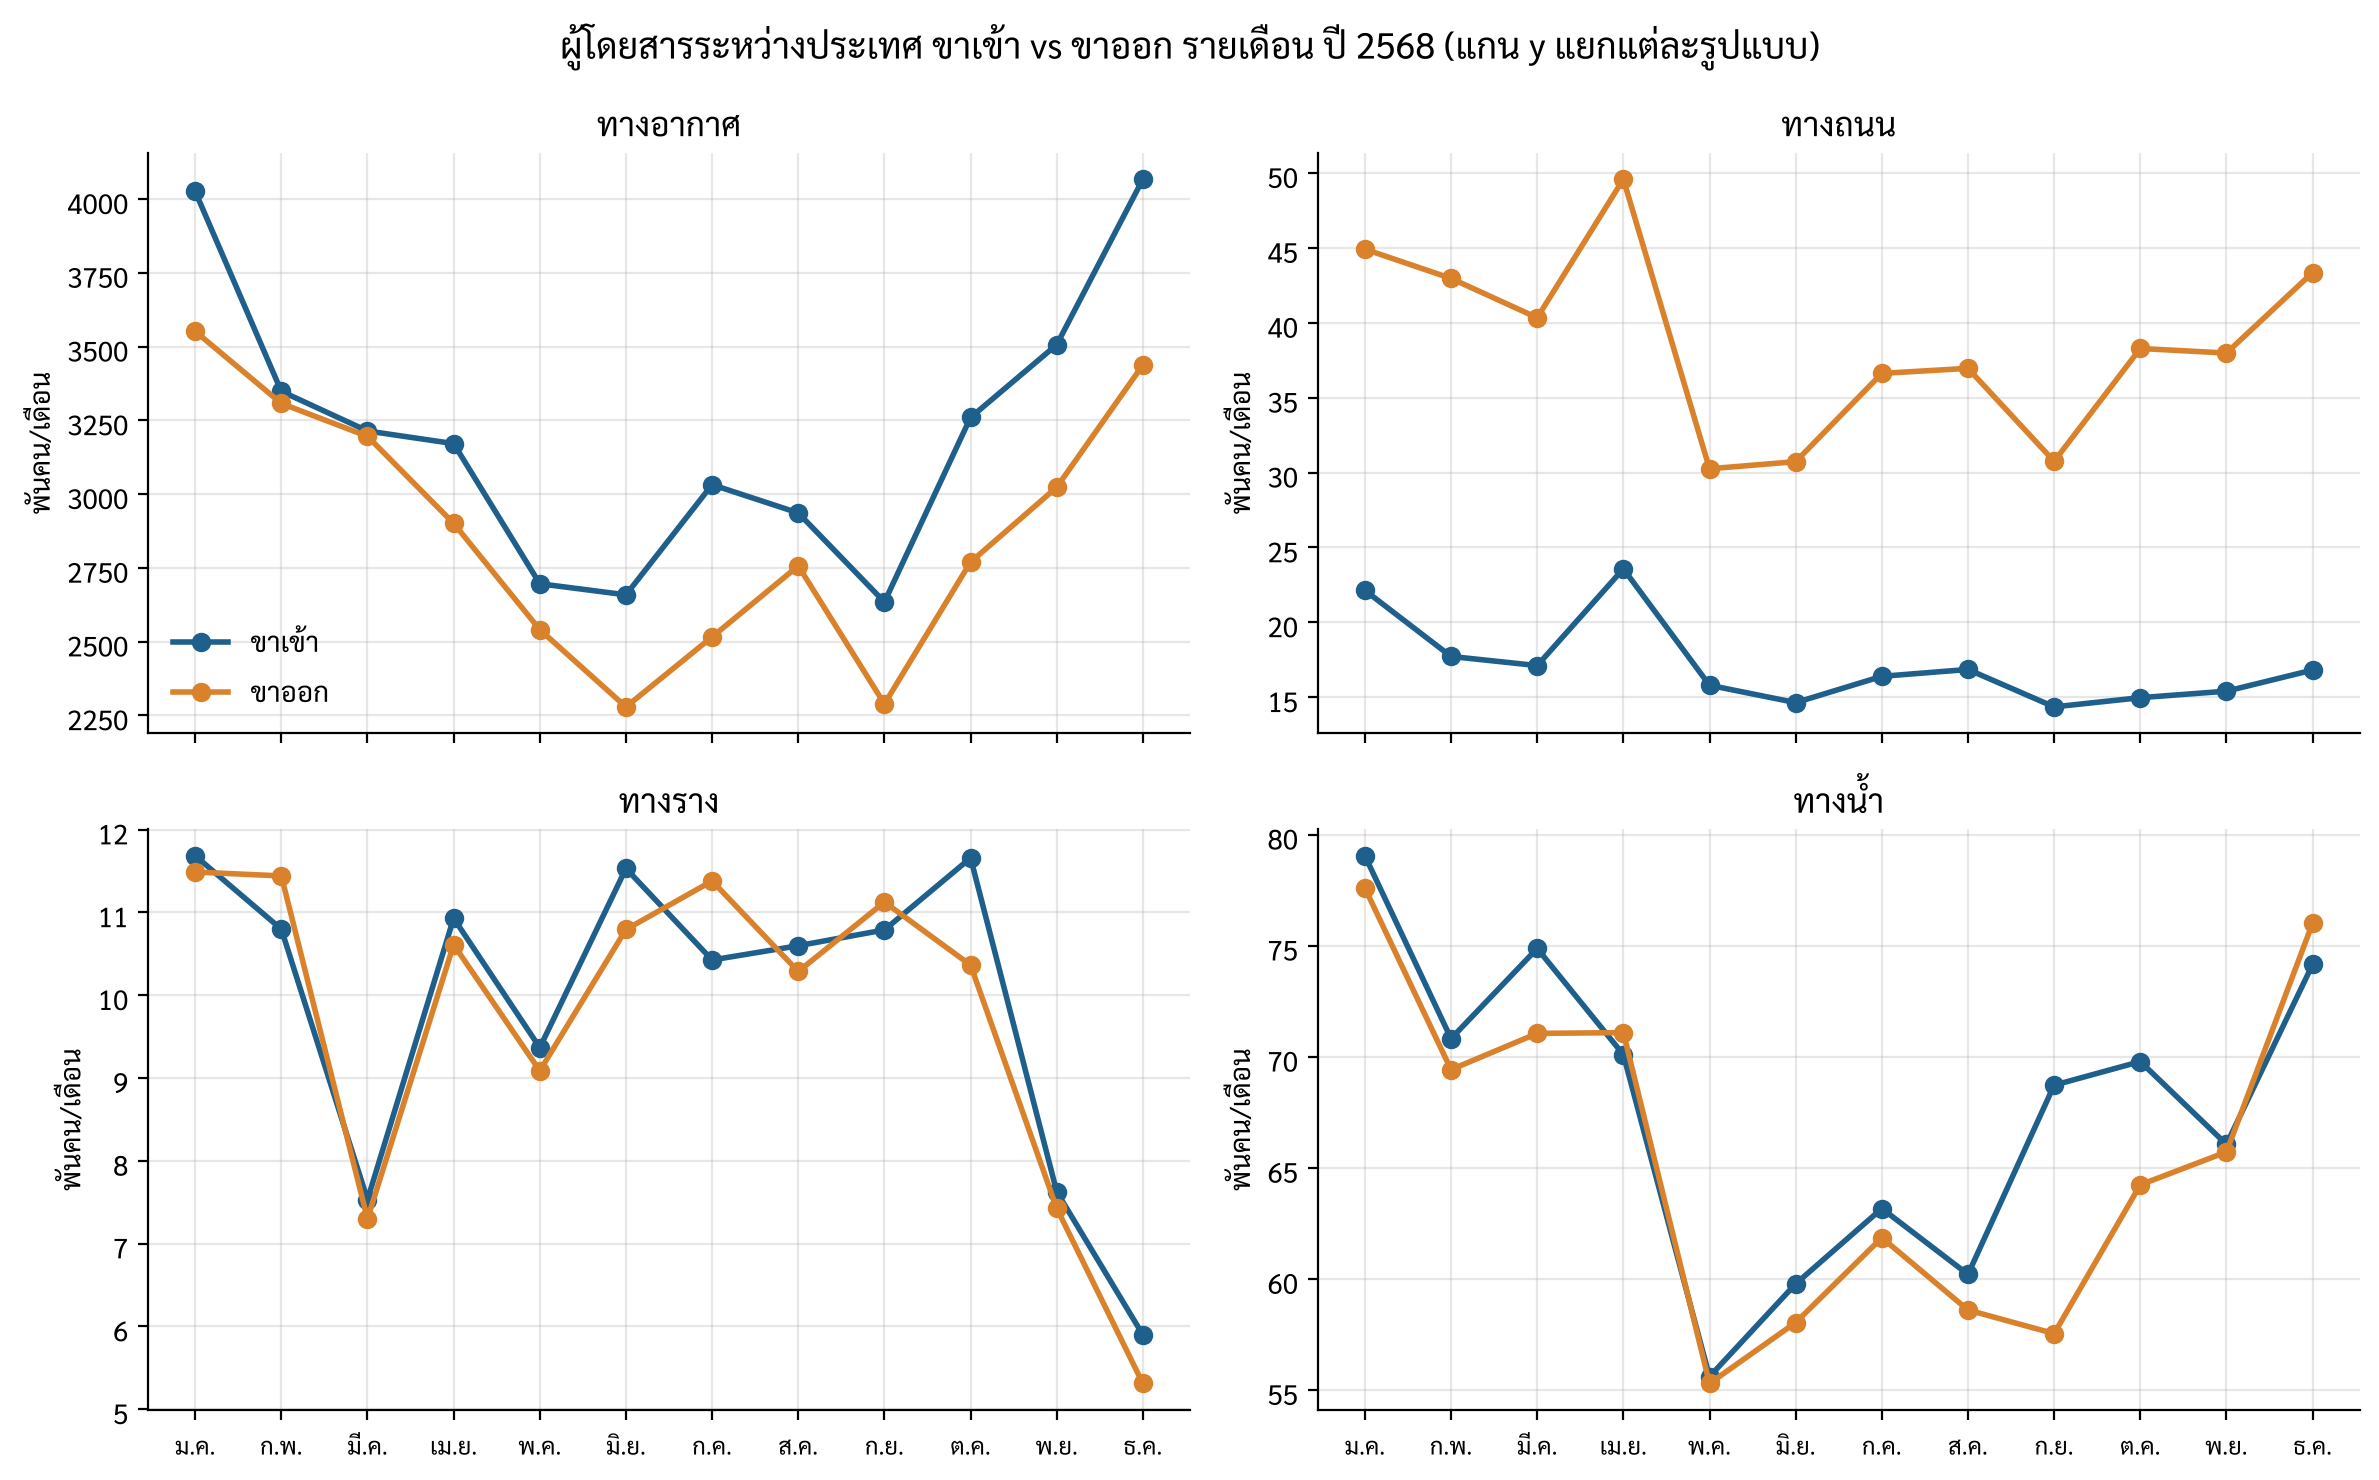 ผู้โดยสารระหว่างประเทศ ขาเข้า vs ขาออก รายเดือน ปี 2568 (แกน y แยกแต่ละรูปแบบ)
ทางอากาศ
พันคน/เดือน
4000
3750
3500
3250
3000
2750
2500
2250
ขาเข้า
ขาออก
ทางถนน
พันคน/เดือน
50
45
40
35
30
25
20
15
ทางราง
พันคน/เดือน
12
11
10
9
8
7
6
5
ม.ค. ก.พ. มี.ค. เม.ย. พ.ค. มิ.ย. ก.ค. ส.ค. ก.ย. ต.ค. พ.ย. ธ.ค.
ทางน้ำ
พันคน/เดือน
80
75
70
65
60
55
ม.ค. ก.พ. มี.ค. เม.ย. พ.ค. มิ.ย. ก.ค. ส.ค. ก.ย. ต.ค. พ.ย. ธ.ค.